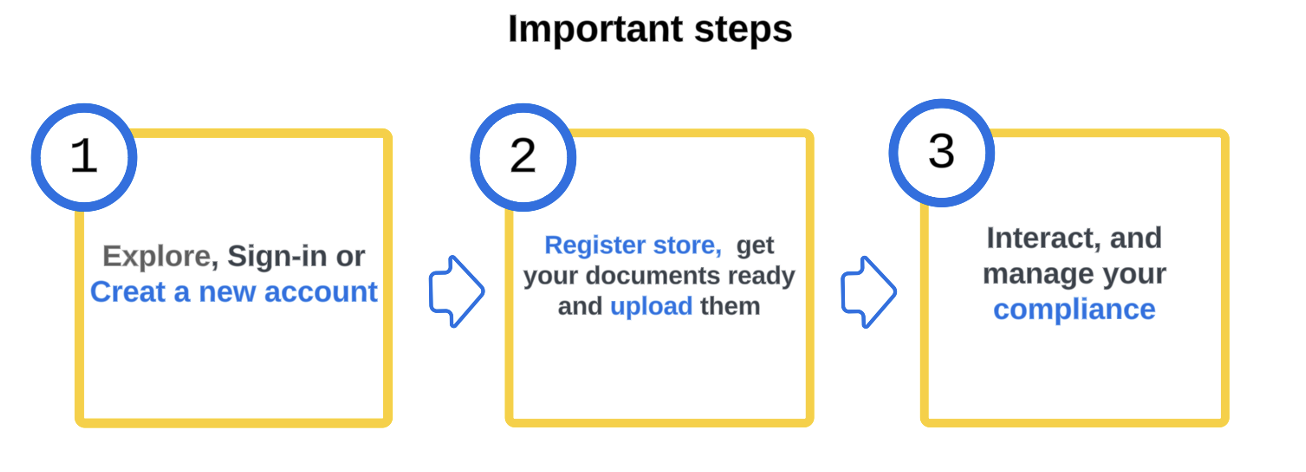 Important steps
1
Explore, Sign-in or
Creat a new account
2
Register store,  get
your documents ready
and upload them
3
Interact, and
manage your
compliance